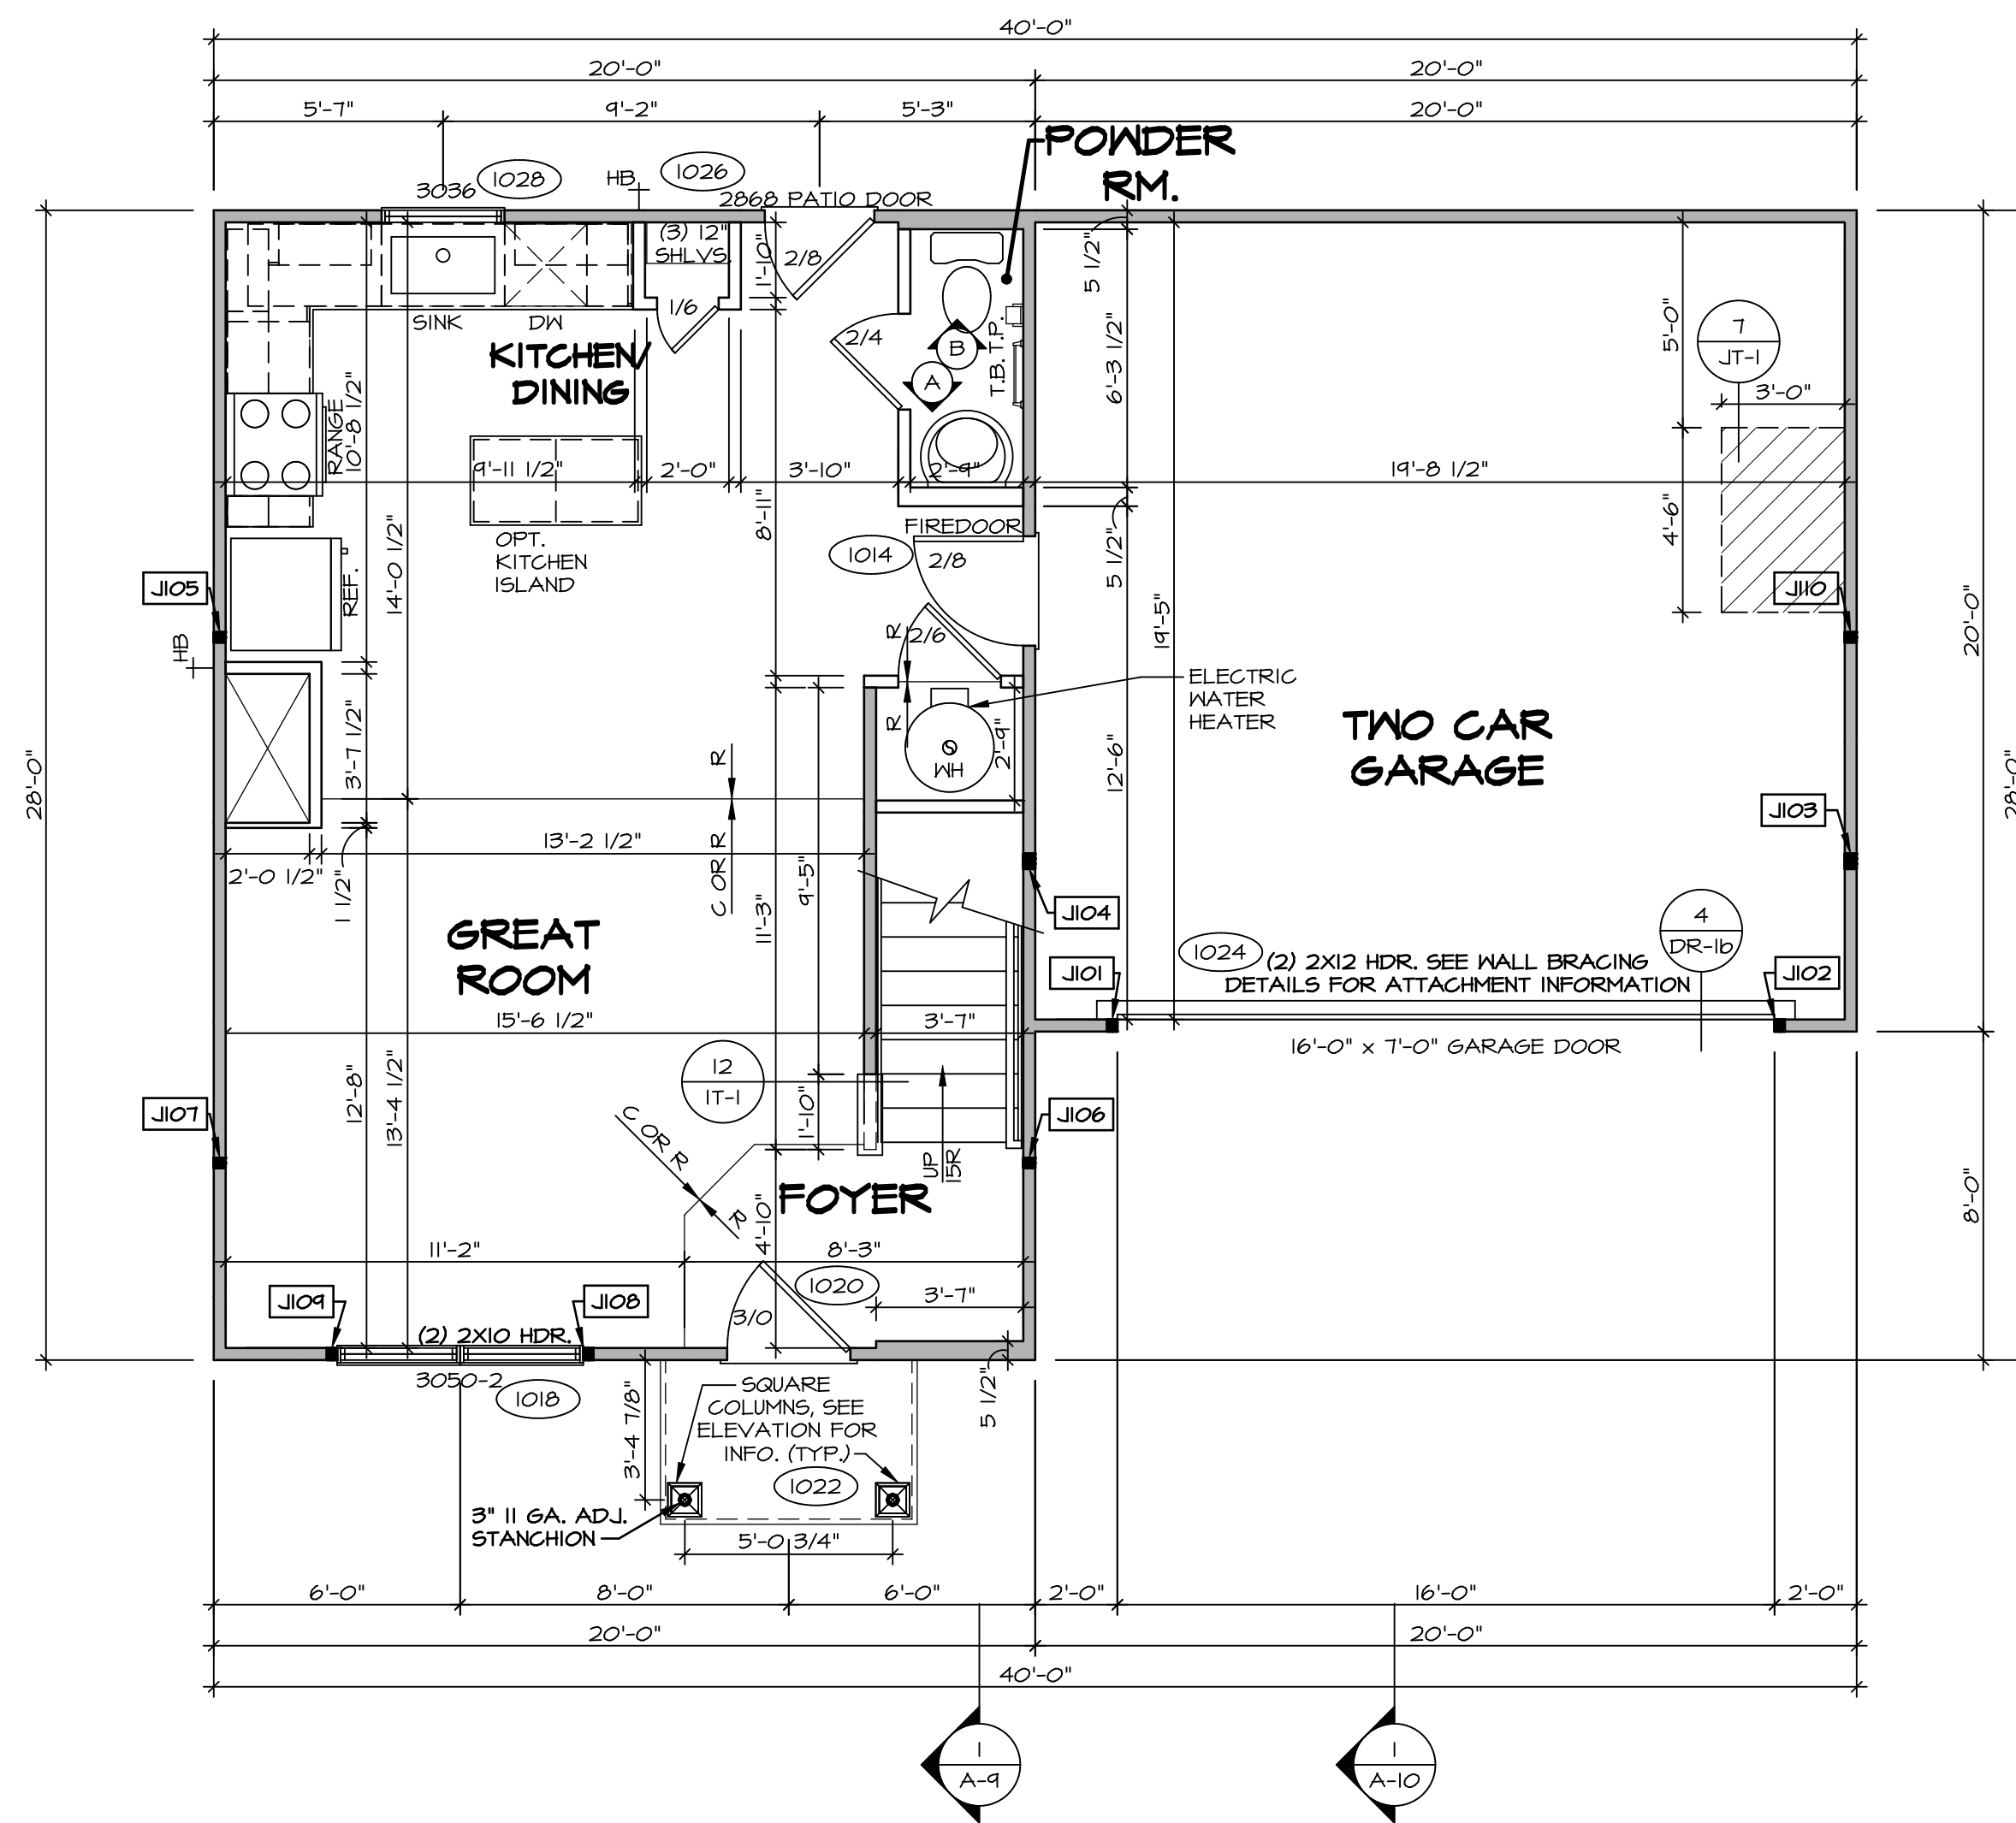 40'-0"
20'-0"
20'-0"
5'-7"
9'-2"
5'-3"
20'-0"
POWDER
RM.
3036
1028
HB
1026
2868 PATIO DOOR
(3) 12"
SHLVS.
1'-10"
2/8
1/6
SINK
DW
KITCHEN/
DINING
2/4
B
A
T.B. T.P.
5 1/2"
6'-3 1/2"
5'-0"
7
JT-1
3'-0"
RANGE
10'-8 1/2"
9'-11 1/2"
2'-0"
3'-10"
2'-9"
19'-8 1/2"
4'-6"
8'-11"
14'-0 1/2"
OPT.
KITCHEN
ISLAND
FIREDOOR
1014
2/8
5 1/2"
J105
REF.
J110
HB
R
2/6
19'-5"
20'-0"
ELECTRIC
WATER
HEATER
R
2'-9"
WH
TWO CAR
GARAGE
28'-0"
3'-7 1/2"
R
12'-6"
28'-0"
J103
13'-2 1/2"
C OR R
9'-5"
2'-0 1/2"
1 1/2"
11'-3"
J104
GREAT
ROOM
4
DR-1b
1024
(2) 2X12 HDR. SEE WALL BRACING
DETAILS FOR ATTACHMENT INFORMATION
J101
J102
15'-6 1/2"
3'-7"
16'-0" x 7'-0" GARAGE DOOR
12
IT-1
12'-8"
13'-4 1/2"
1'-10"
J107
J106
C OR R
R
UP
15R
FOYER
4'-10"
8'-0"
11'-2"
8'-3"
1020
3'-7"
J109
J108
3/0
(2) 2X10 HDR.
3050-2
1018
3'-4 7/8"
SQUARE
COLUMNS, SEE
ELEVATION FOR
INFO. (TYP.)
5 1/2"
1022
3" 11 GA. ADJ.
STANCHION
5'-0 3/4"
6'-0"
8'-0"
6'-0"
2'-0"
16'-0"
2'-0"
20'-0"
20'-0"
40'-0"
1
A-9
1
A-10